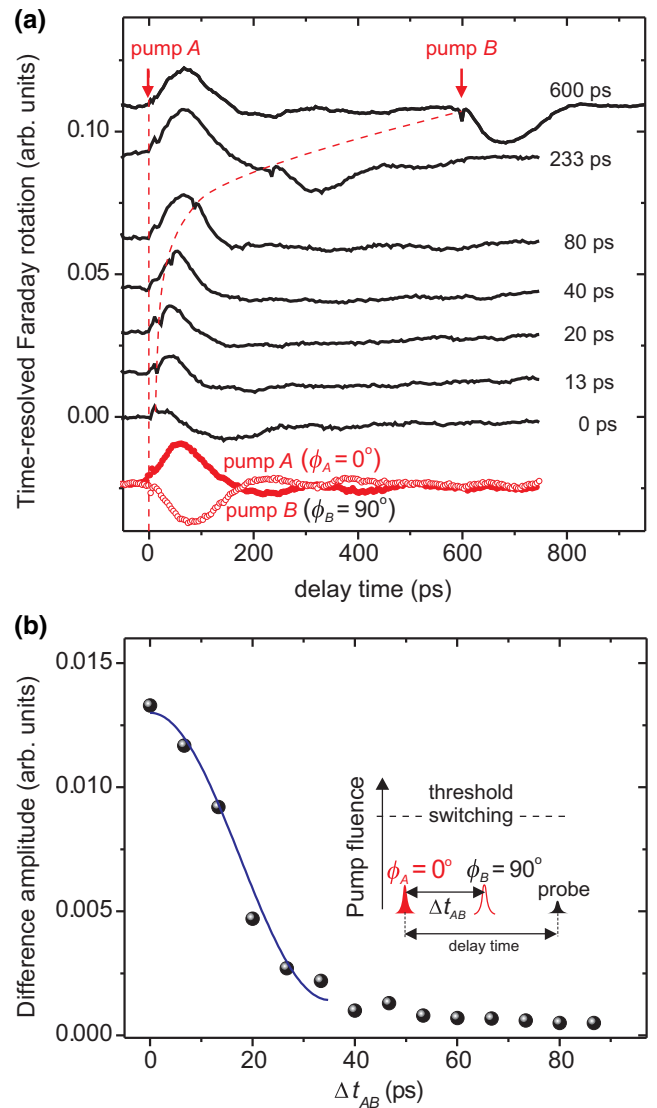 (a)
pump A
pump B
600 ps
233 ps
80 ps
40 ps
20 ps
13 ps
0 ps
pump A (ϕA = 0°)
pump B (ϕB = 90°)
0.10
0.05
0.00
Time-resolved Faraday rotation (arb. units)
0 200 400 600 800
delay time (ps)
(b)
0.015
0.010
0.005
0.000
Difference amplitude (arb. units)
threshold
switching
Pump fluence
ϕA = 0° ϕB = 90°
probe
ΔtAB
delay time
0 20 40 60 80
ΔtAB (ps)